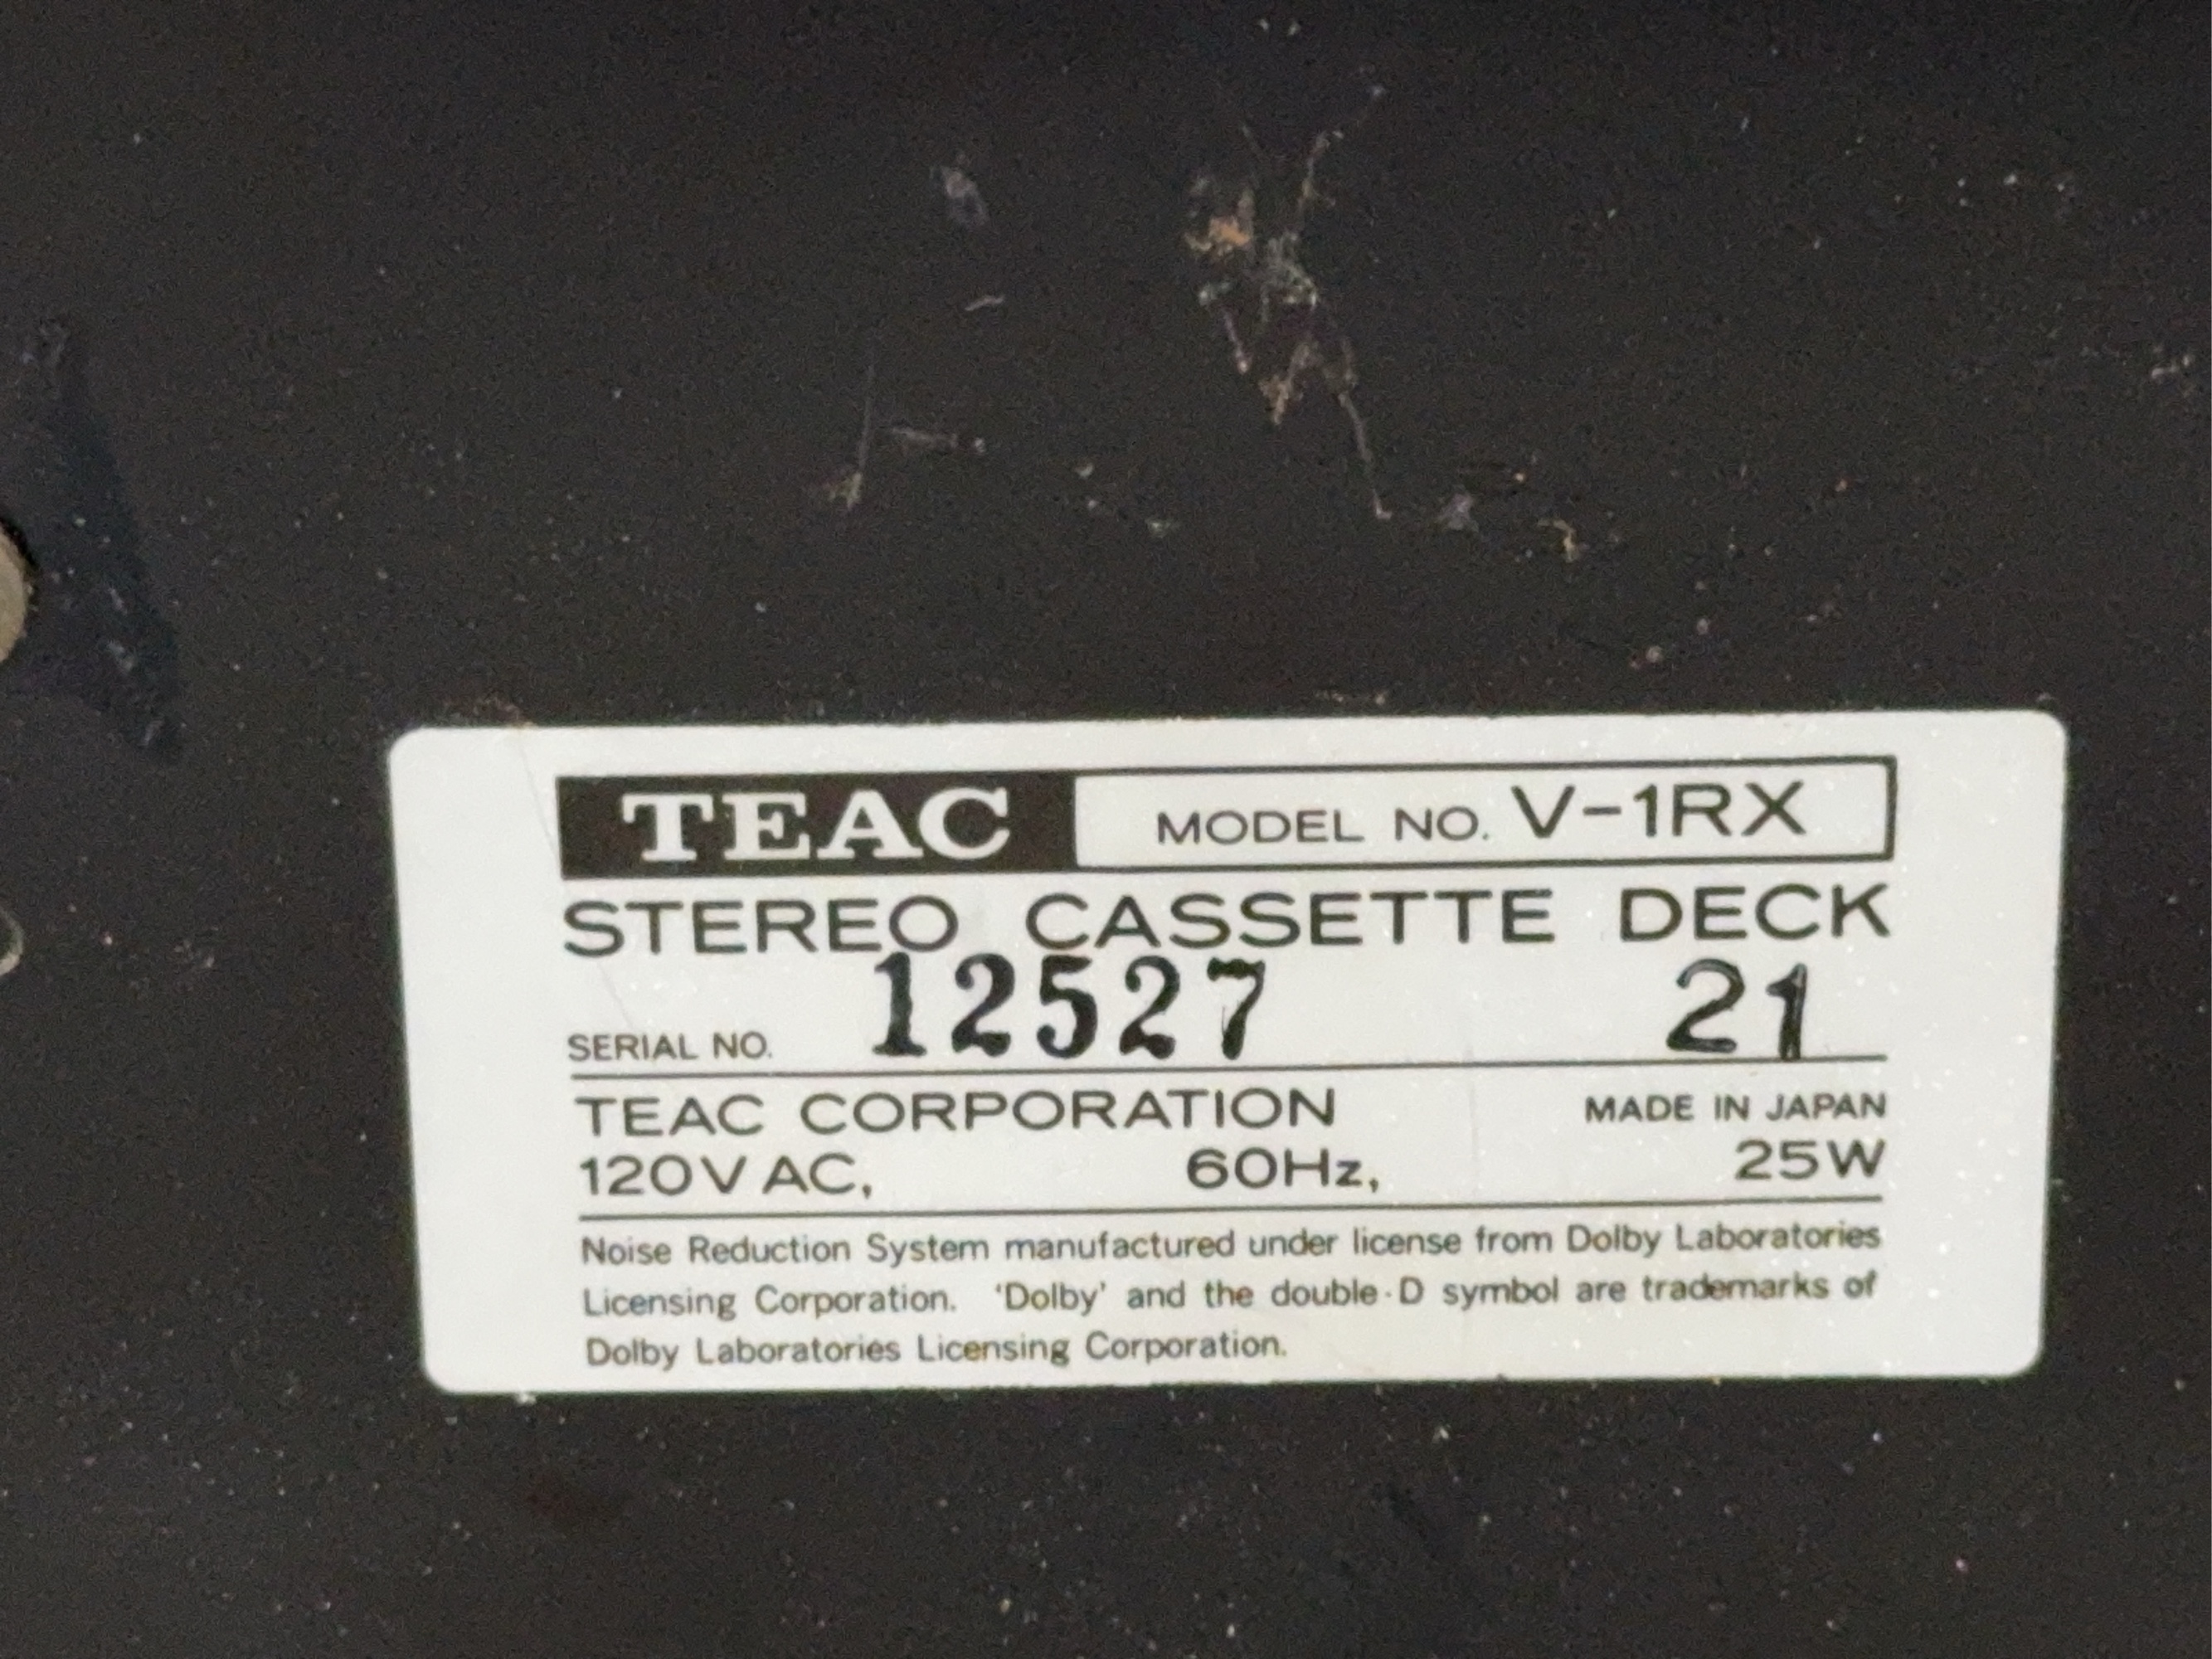 TEAC MODEL NO. V-1RX
STEREO CASSETTE DECK
SERIAL NO. 12527 21
TEAC CORPORATION MADE IN JAPAN
120V AC, 60Hz, 25W
Noise Reduction System manufactured under license from Dolby Laboratories
Licensing Corporation. 'Dolby' and the double-D symbol are trademarks of
Dolby Laboratories Licensing Corporation.